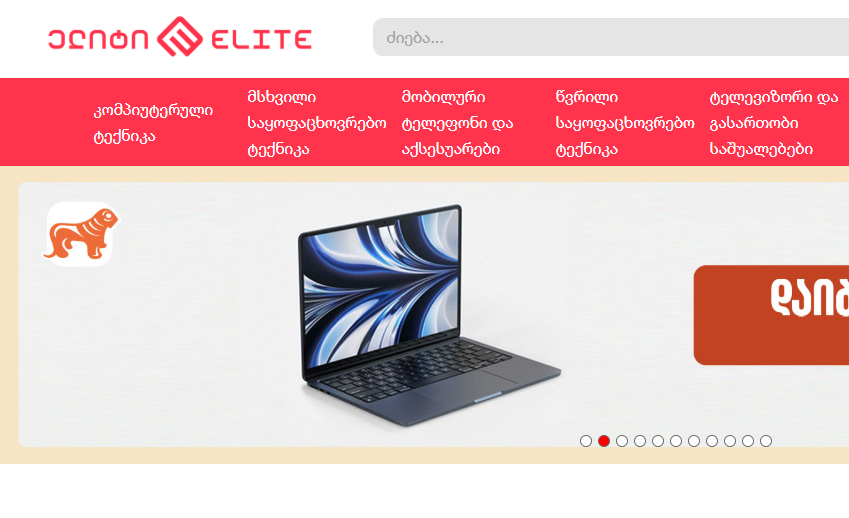 ელიტი ELITE
ძიება...
კომპიუტერული
ტექნიკა
მსხვილი
საყოფაცხოვრებო
ტექნიკა
მობილური
ტელეფონი და
აქსესუარები
წვრილი
საყოფაცხოვრებო
ტექნიკა
ტელევიზორი და
გასართობი
საშუალებები